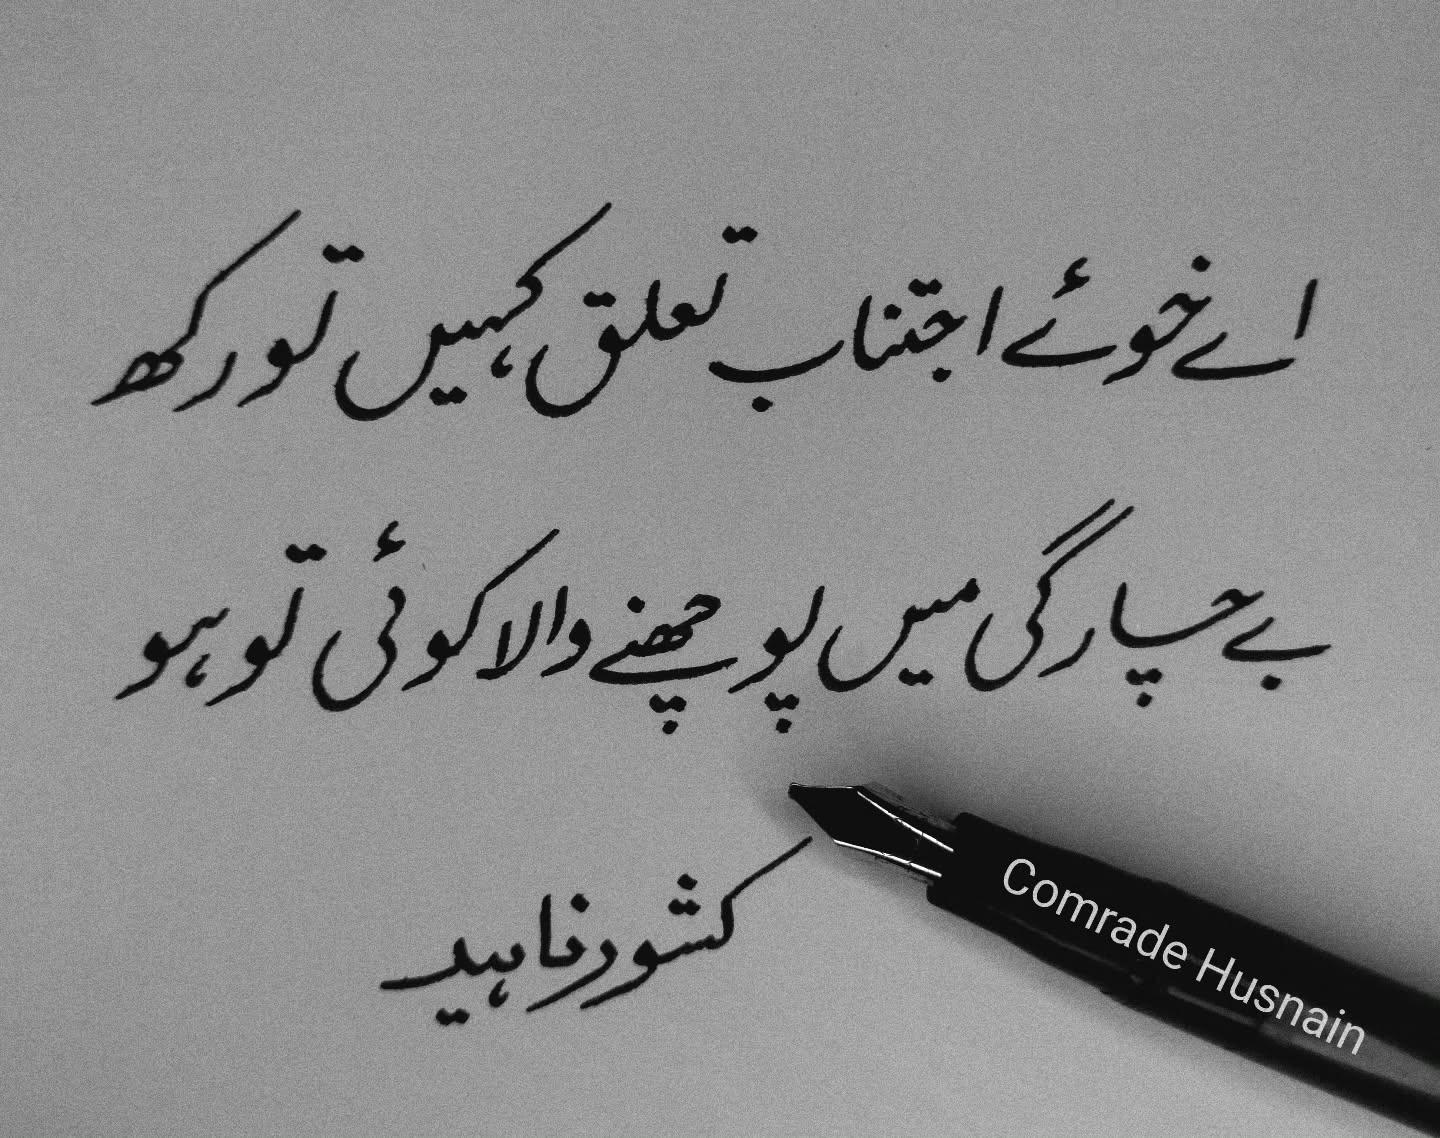 اے خوئے اجتناب تعلق کہیں تو رکھ
بے چارگی میں پوچھنے والا کوئی تو ہو
کشور ناہید
Comrade Husnain